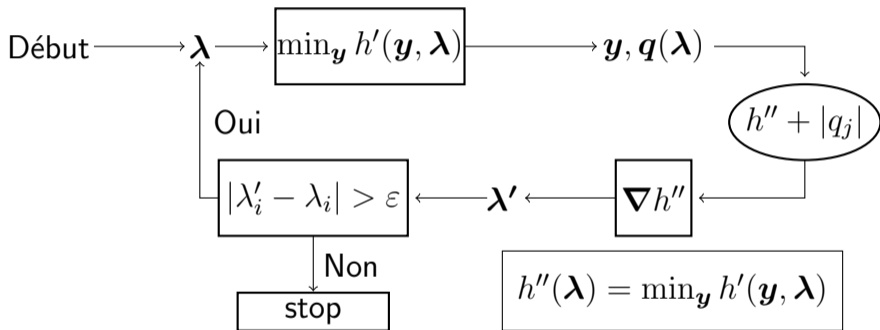 Début λ min_y h′(y, λ) y, q(λ)
h″ + |q_j|
Oui
|λ′_i − λ_i| > ε λ′ ∇h″
Non
stop
h″(λ) = min_y h′(y, λ)